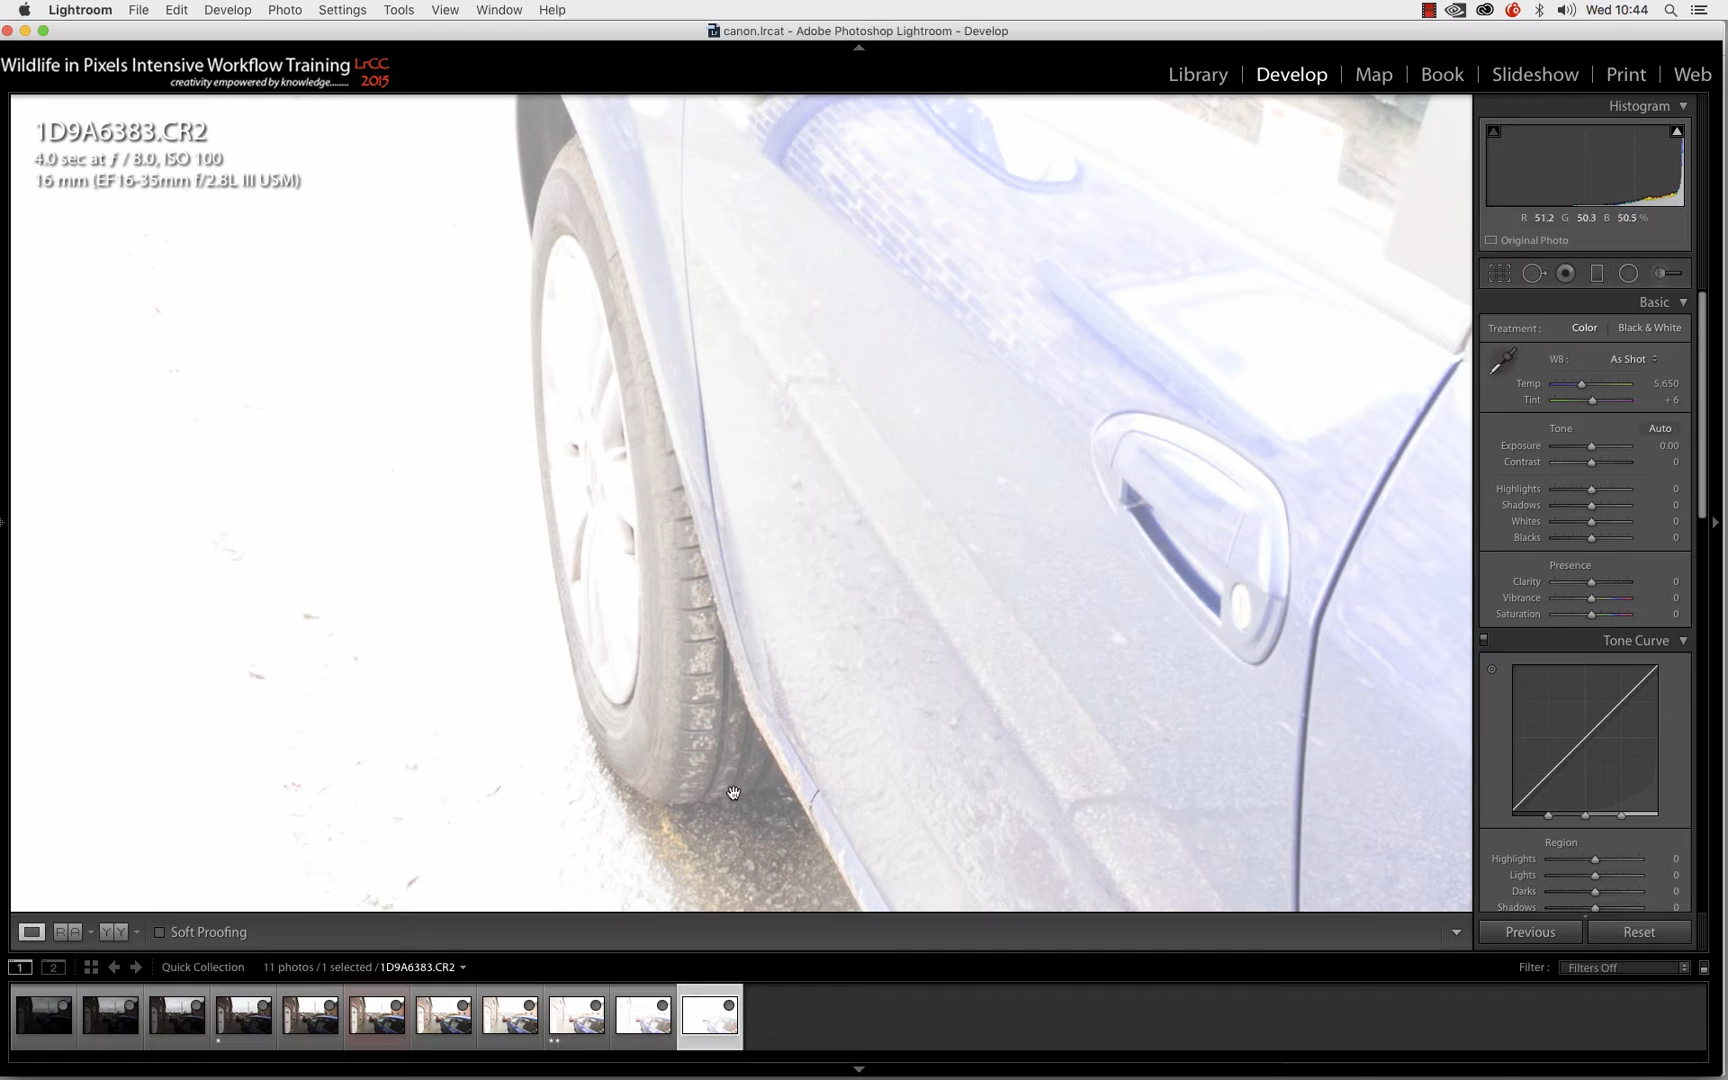 Lightroom File Edit Develop Photo Settings Tools View Window Help Wed 10:44
canon.lrcat - Adobe Photoshop Lightroom - Develop
Wildlife in Pixels Intensive Workflow Training LrCC
creativity empowered by knowledge........ 2015
Library Develop Map Book Slideshow Print Web
Histogram
1D9A6383.CR2
4.0 sec at ƒ / 8.0, ISO 100
16 mm (EF16-35mm f/2.8L III USM)
R 51.2 G 50.3 B 50.5 %
Original Photo
Basic
Treatment : Color Black & White
WB : As Shot
Temp 5,650
Tint + 6
Tone Auto
Exposure 0.00
Contrast 0
Highlights 0
Shadows 0
Whites 0
Blacks 0
Presence
Clarity 0
Vibrance 0
Saturation 0
Tone Curve
Region
Highlights 0
Lights 0
Darks 0
Shadows 0
R A Y Y Soft Proofing
Previous Reset
1 2 Quick Collection 11 photos / 1 selected / 1D9A6383.CR2
Filter : Filters Off